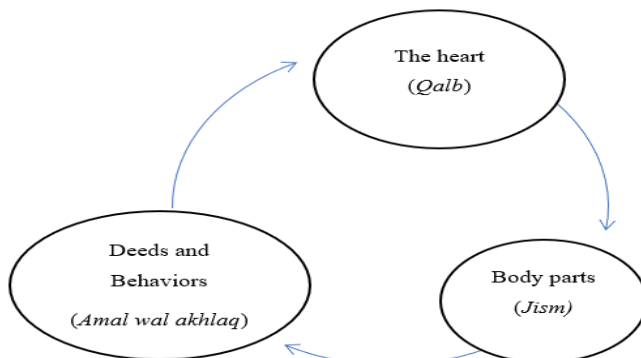 The heart
(Qalb)
Deeds and
Behaviors
(Amal wal akhlaq)
Body parts
(Jism)